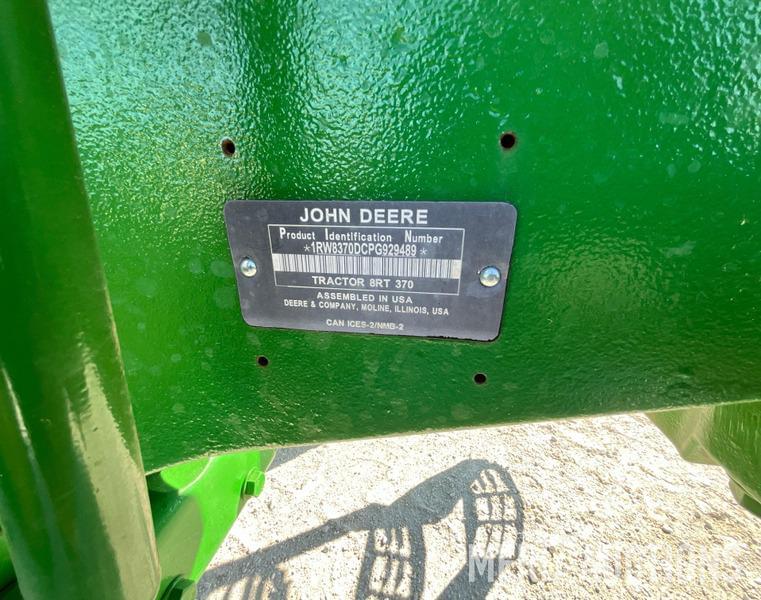 JOHN DEERE
Product Identification Number
*1RW8370DCPG929489*
TRACTOR 8RT 370
ASSEMBLED IN USA
DEERE & COMPANY, MOLINE, ILLINOIS, USA
CAN ICES-2/NMB-2